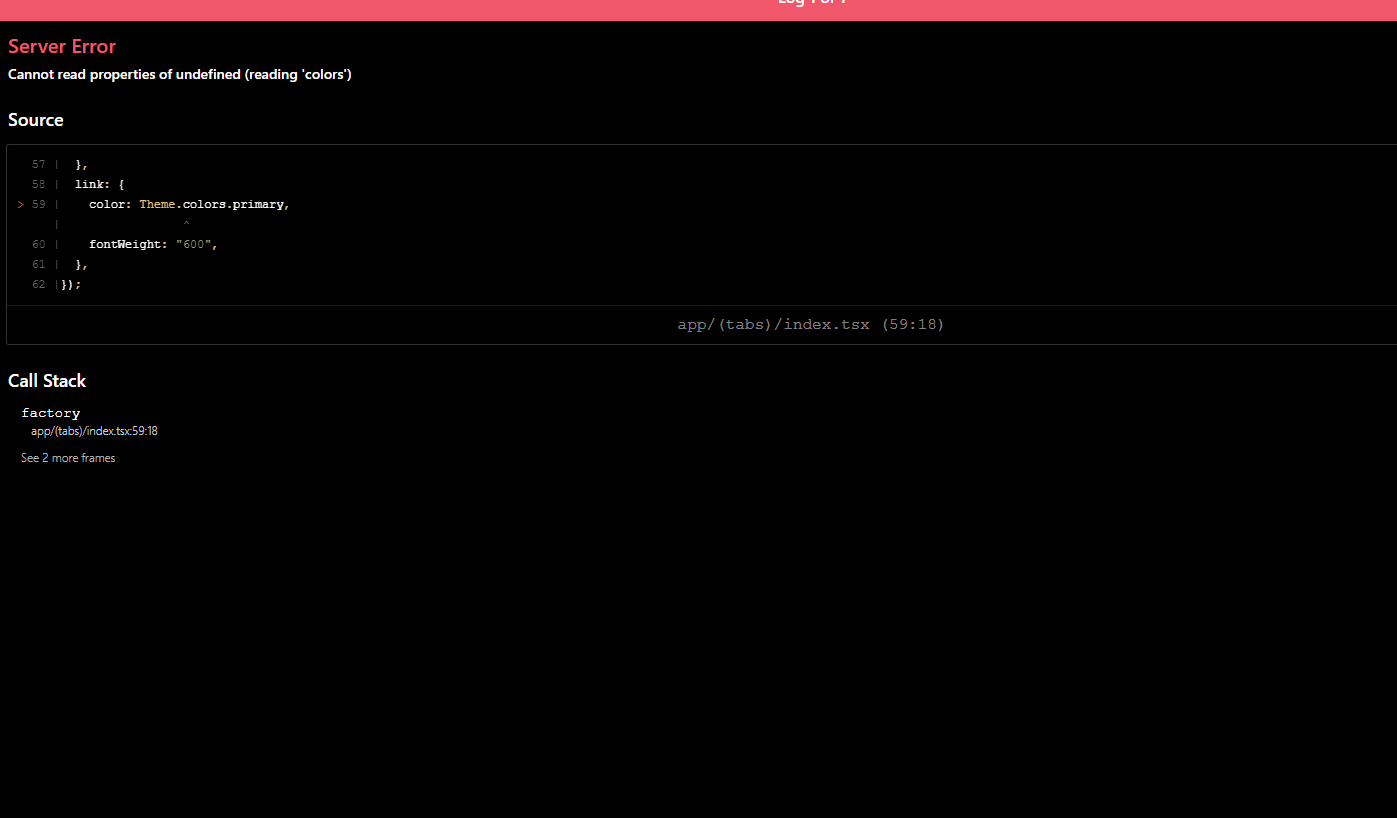 Server Error
Cannot read properties of undefined (reading 'colors')
Source
57 | },
58 | link: {
> 59 | color: Theme.colors.primary,
| ^
60 | fontWeight: "600",
61 | },
62 |});
app/(tabs)/index.tsx (59:18)
Call Stack
factory
app/(tabs)/index.tsx:59:18
See 2 more frames